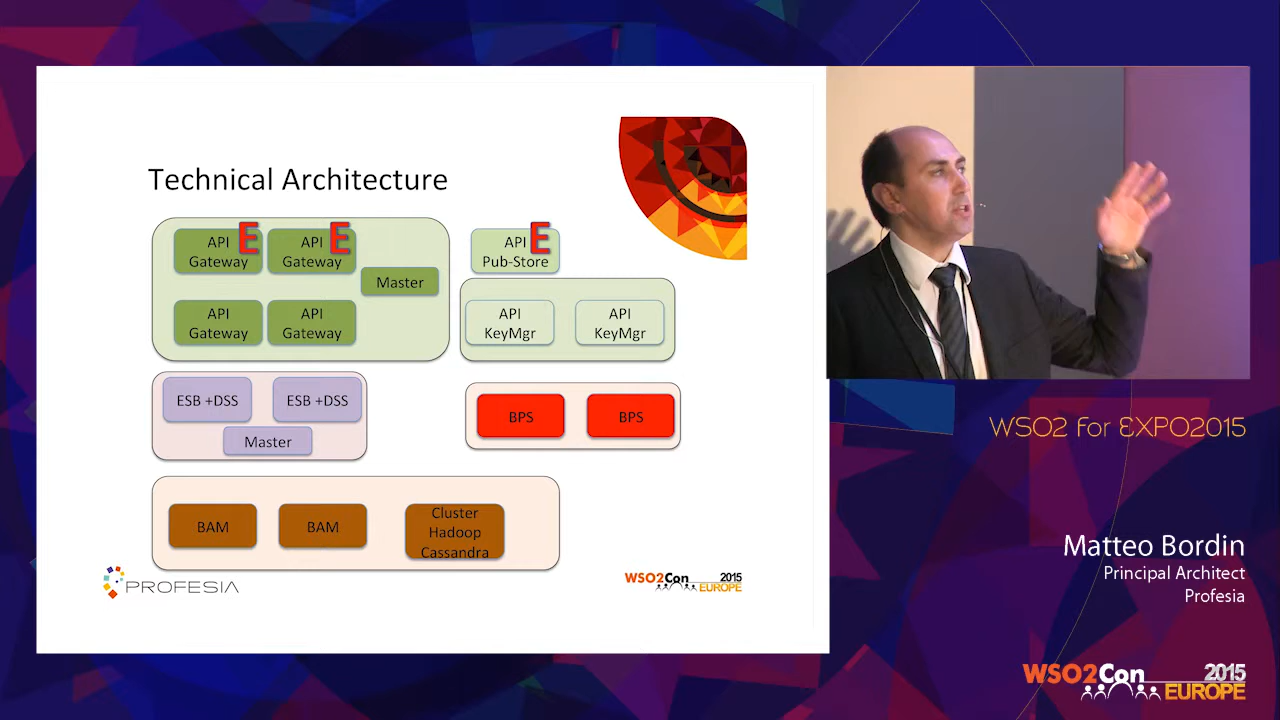 Technical Architecture
API
Gateway
E
API
Gateway
E
Master
API
Gateway
API
Gateway
API
Pub-Store
E
API
KeyMgr
API
KeyMgr
ESB +DSS
ESB +DSS
Master
BPS
BPS
BAM
BAM
Cluster
Hadoop
Cassandra
PROFESIA
WSO2Con 2015
EUROPE
WSO2 for EXPO2015
Matteo Bordin
Principal Architect
Profesia
WSO2Con 2015
EUROPE